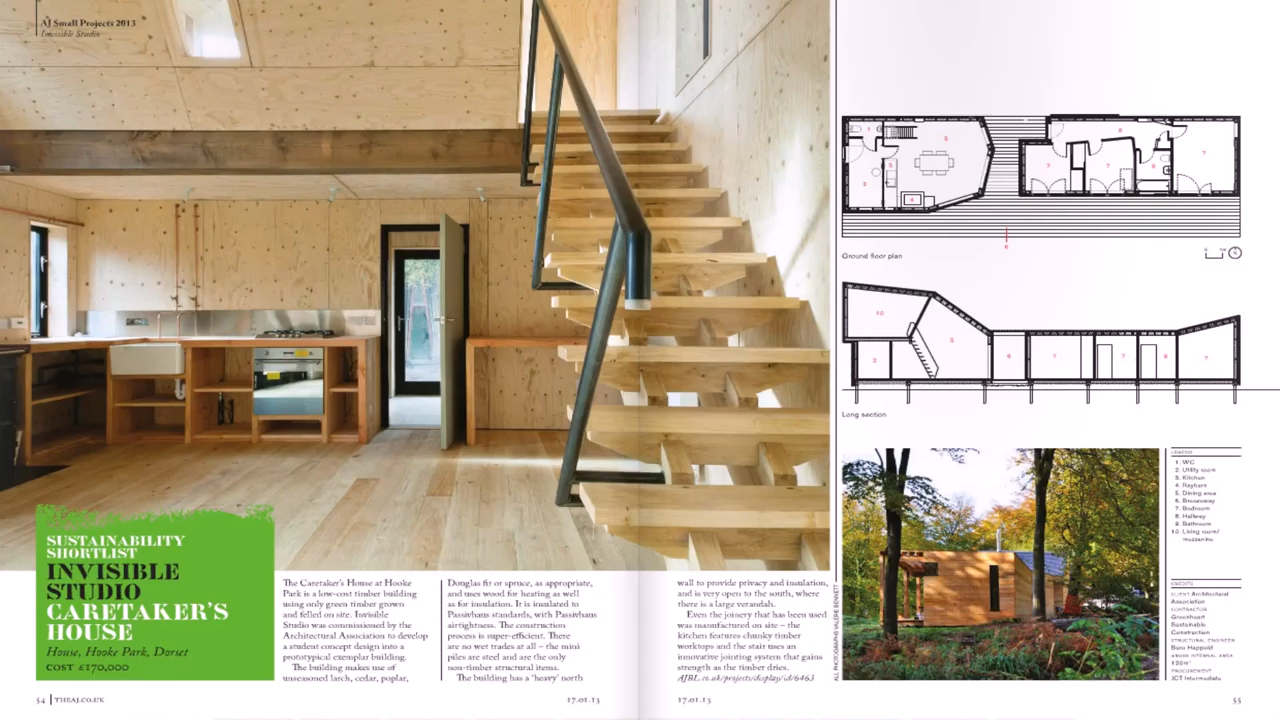 AJ Small Projects 2013
Invisible Studio
SUSTAINABILITY
SHORTLIST
INVISIBLE
STUDIO
CARETAKER'S
HOUSE
House, Hooke Park, Dorset
COST £170,000
The Caretaker's House at Hooke
Park is a low-cost timber building
using only green timber grown
and felled on site. Invisible
Studio was commissioned by the
Architectural Association to develop
a student concept design into a
prototypical exemplar building.
The building makes use of
unseasoned larch, cedar, poplar,
Douglas fir or spruce, as appropriate,
and uses wood for heating as well
as for insulation. It is insulated to
Passivhaus standards, with Passivhaus
airtightness. The construction
process is super-efficient. There
are no wet trades at all – the mini
piles are steel and are the only
non-timber structural items.
The building has a 'heavy' north
wall to provide privacy and insulation,
and is very open to the south, where
there is a large verandah.
Even the joinery that has been used
was manufactured on site – the
kitchen features chunky timber
worktops and the stair uses an
innovative jointing system that gains
strength as the timber dries.
AJBL.co.uk/projects/display/id/6463
ALL PHOTOGRAPHS VALERIE BENNETT
Ground floor plan
Long section
LEGEND
1. WC
2. Utility room
3. Kitchen
4. Rayburn
5. Dining area
6. Breezeway
7. Bedroom
8. Hallway
9. Bathroom
10. Living room/
mezzanine
CREDITS
CLIENT Architectural
Association
CONTRACTOR
Greenheart
Sustainable
Construction
STRUCTURAL ENGINEER
Buro Happold
GROSS INTERNAL AREA
120m²
PROCUREMENT
JCT Intermediate
54 | THEAJ.CO.UK
17.01.13
17.01.13
55